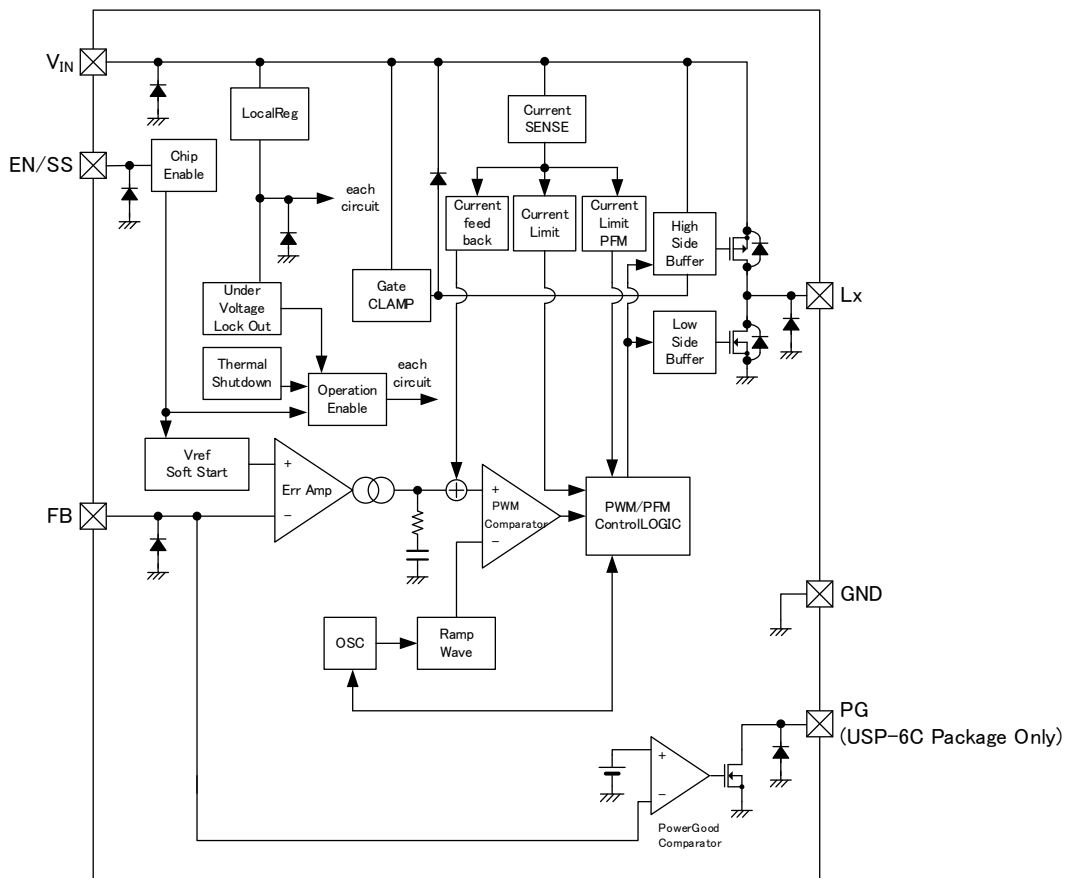 VIN
LocalReg
Current
SENSE
EN/SS
Chip
Enable
each
circuit
Current
feed
back
Current
Limit
Current
Limit
PFM
High
Side
Buffer
Gate
CLAMP
Lx
Under
Voltage
Lock Out
Low
Side
Buffer
Thermal
Shutdown
Operation
Enable
each
circuit
Vref
Soft Start
+
Err Amp
−
+
PWM
Comparator
−
PWM/PFM
ControlLOGIC
FB
GND
OSC
Ramp
Wave
PG
(USP-6C Package Only)
+
−
PowerGood
Comparator